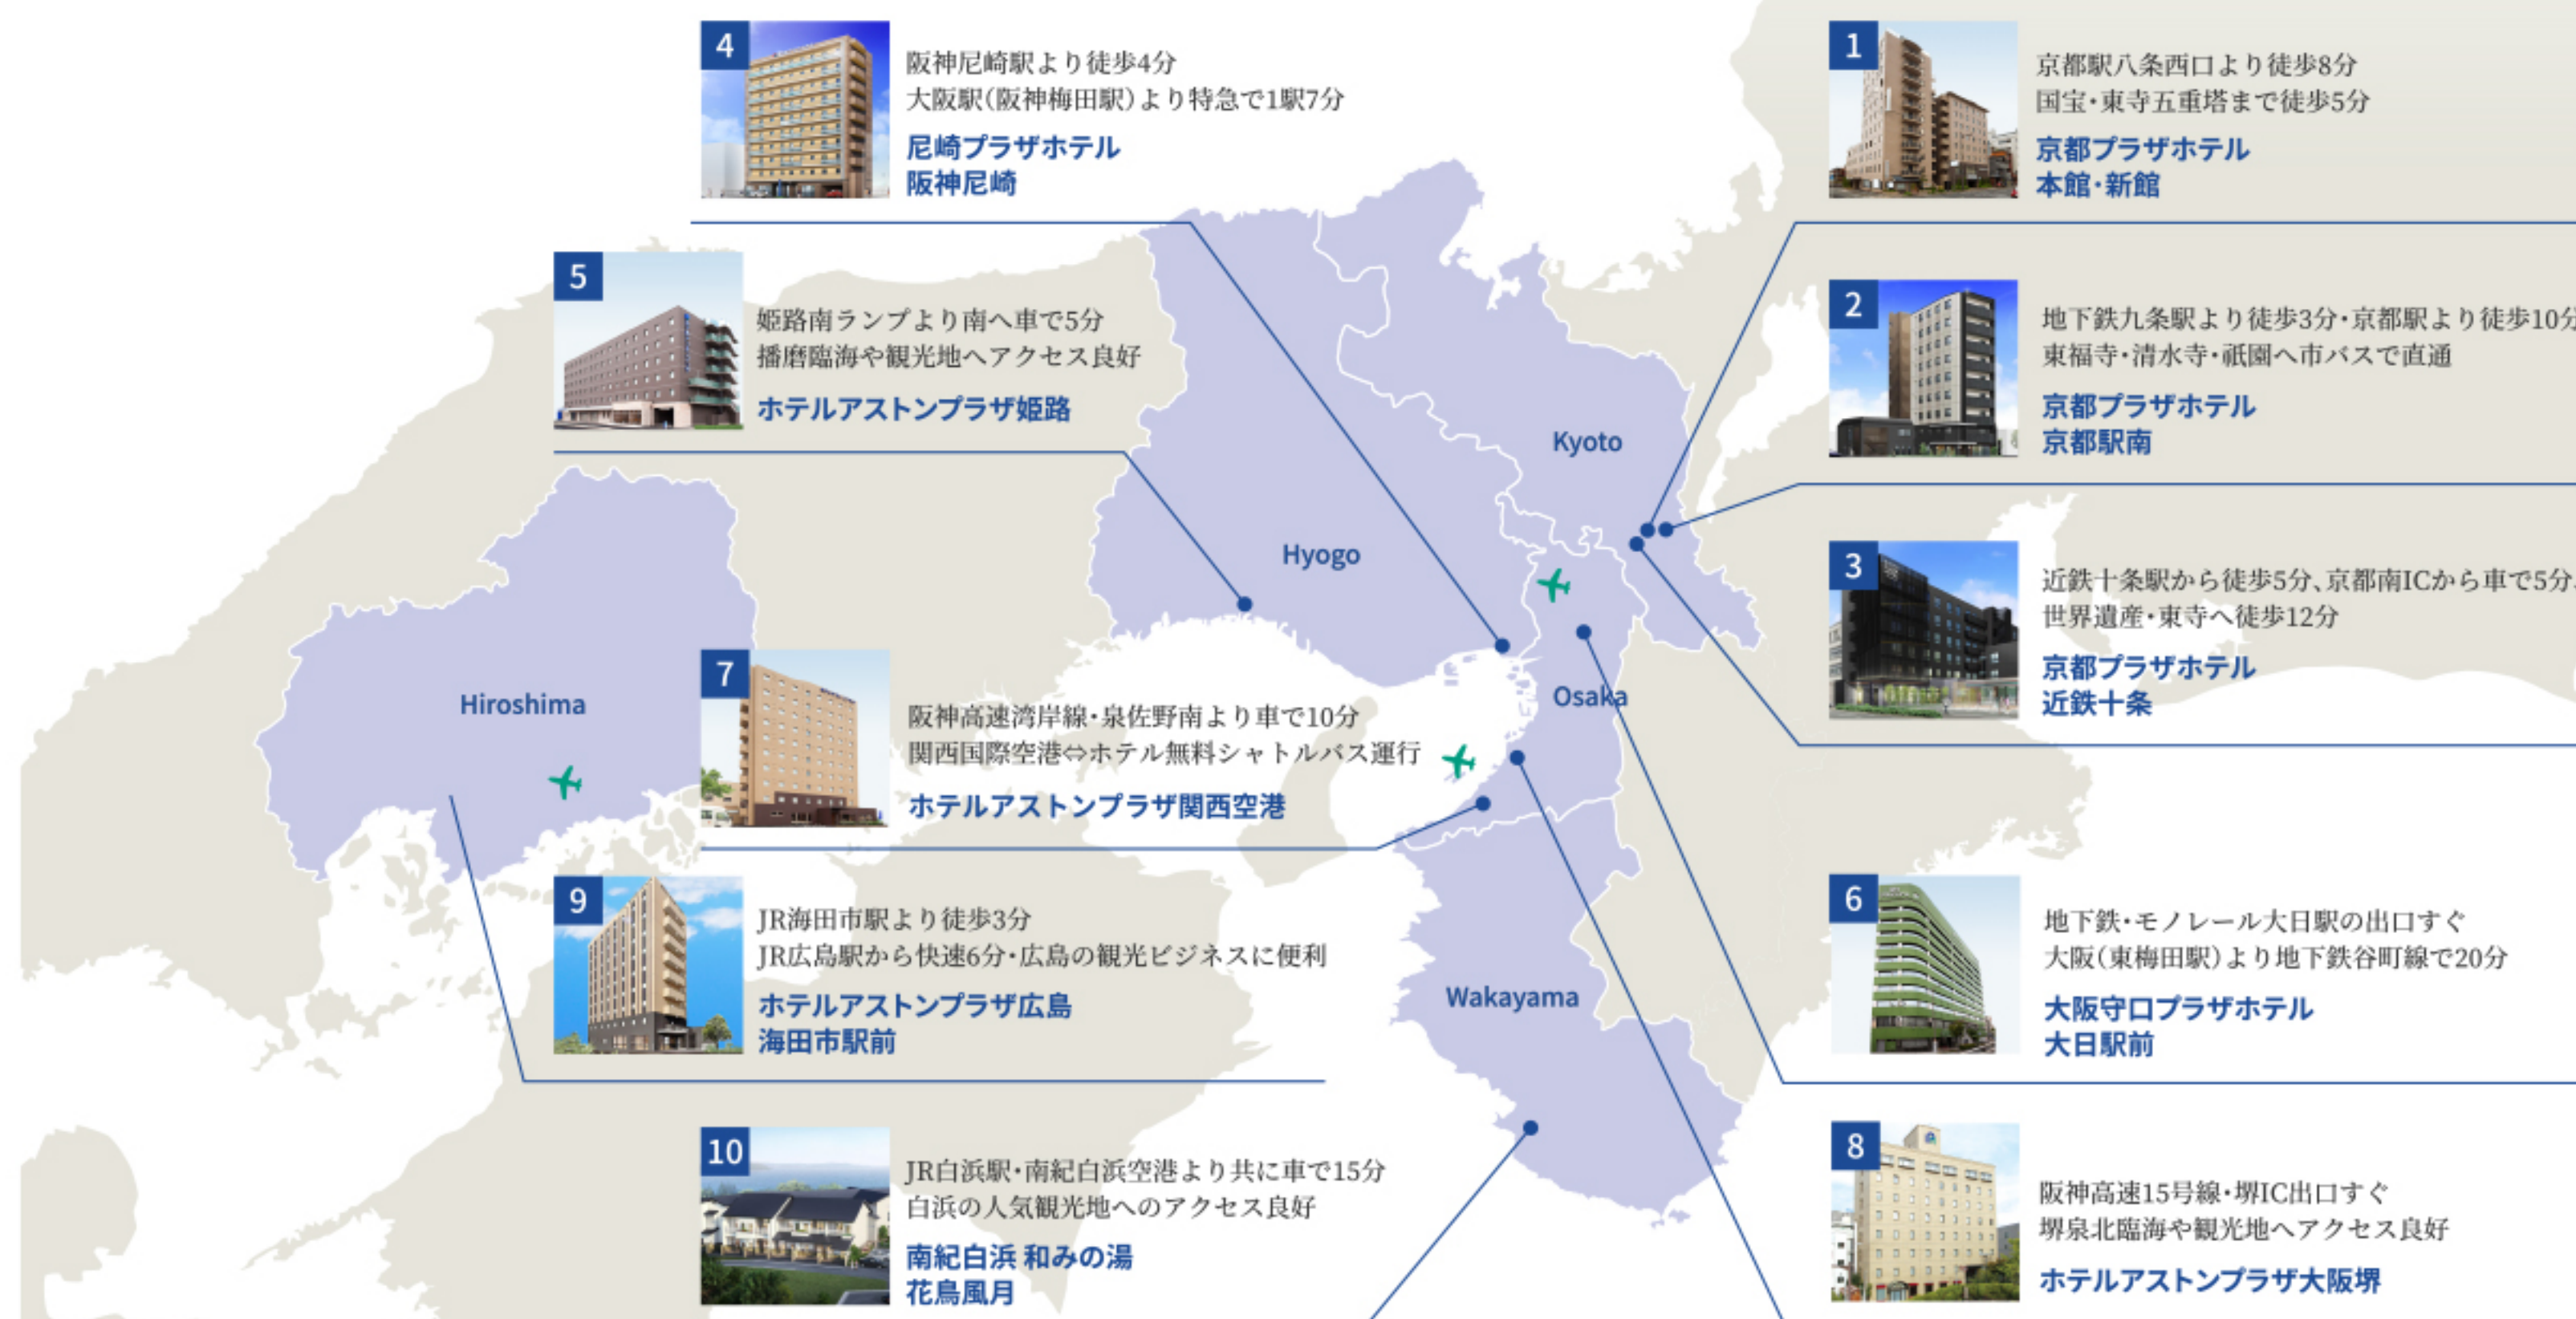 4
阪神尼崎駅より徒歩4分
大阪駅(阪神梅田駅)より特急で1駅7分
尼崎プラザホテル
阪神尼崎
1
京都駅八条西口より徒歩8分
国宝・東寺五重塔まで徒歩5分
京都プラザホテル
本館・新館
5
姫路南ランプより南へ車で5分
播磨臨海や観光地へアクセス良好
ホテルアストンプラザ姫路
2
地下鉄九条駅より徒歩3分・京都駅より徒歩10分
東福寺・清水寺・祇園へ市バスで直通
京都プラザホテル
京都駅南
Kyoto
Hyogo
3
近鉄十条駅から徒歩5分、京都南ICから車で5分、
世界遺産・東寺へ徒歩12分
京都プラザホテル
近鉄十条
Hiroshima
Osaka
7
阪神高速湾岸線・泉佐野南より車で10分
関西国際空港⇔ホテル無料シャトルバス運行
ホテルアストンプラザ関西空港
9
JR海田市駅より徒歩3分
JR広島駅から快速6分・広島の観光ビジネスに便利
ホテルアストンプラザ広島
海田市駅前
6
地下鉄・モノレール大日駅の出口すぐ
大阪(東梅田駅)より地下鉄谷町線で20分
大阪守口プラザホテル
大日駅前
Wakayama
10
JR白浜駅・南紀白浜空港より共に車で15分
白浜の人気観光地へのアクセス良好
南紀白浜 和みの湯
花鳥風月
8
阪神高速15号線・堺IC出口すぐ
堺泉北臨海や観光地へアクセス良好
ホテルアストンプラザ大阪堺